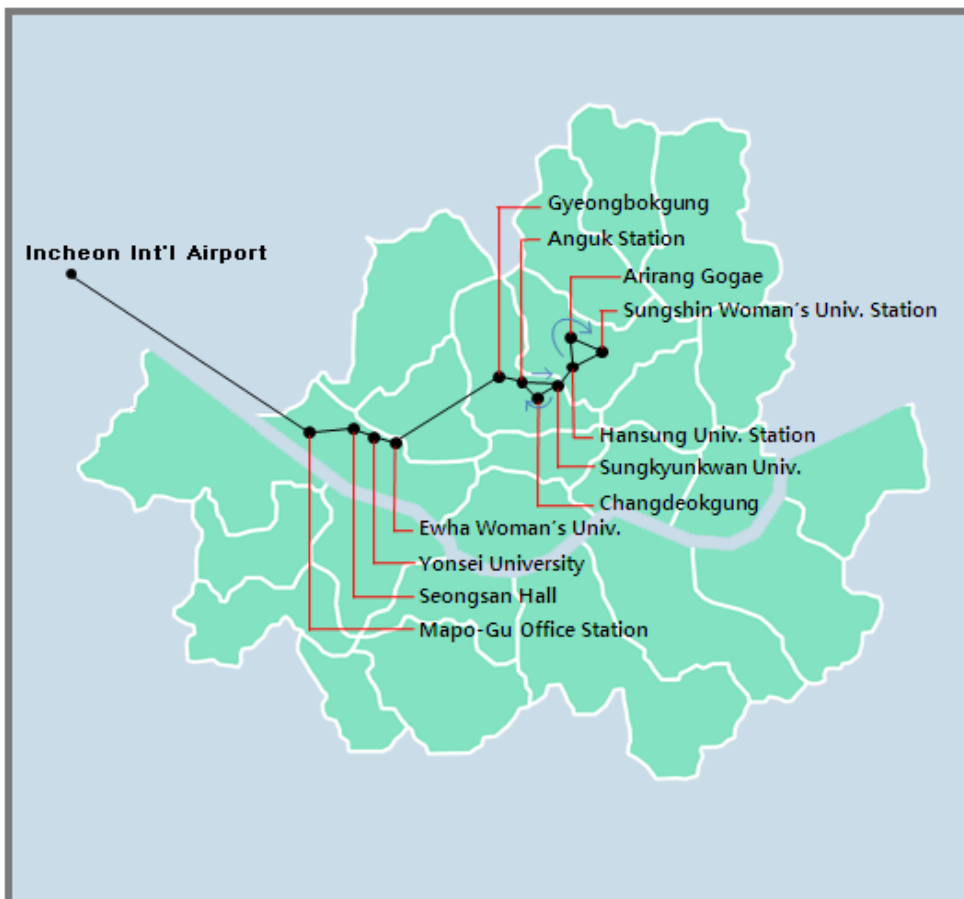 Gyeongbokgung
Anguk Station
Incheon Int'l Airport
Arirang Gogae
Sungshin Woman´s Univ. Station
Hansung Univ. Station
Sungkyunkwan Univ.
Changdeokgung
Ewha Woman´s Univ.
Yonsei University
Seongsan Hall
Mapo-Gu Office Station